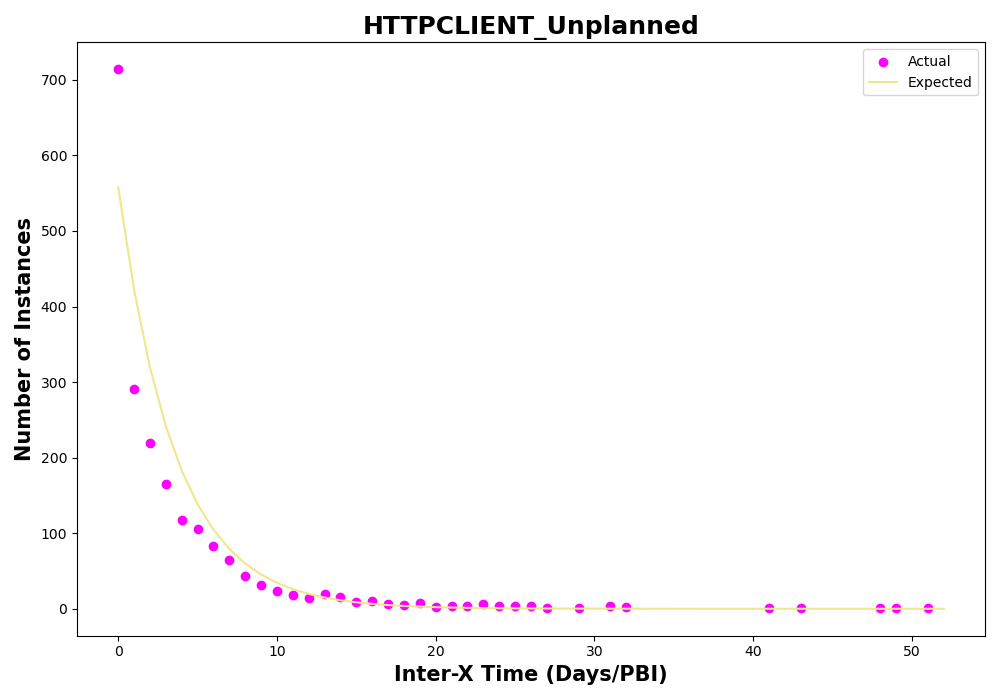 HTTPCLIENT_Unplanned
Actual
Expected
Number of Instances
700
600
500
400
300
200
100
0
0 10 20 30 40 50
Inter-X Time (Days/PBI)